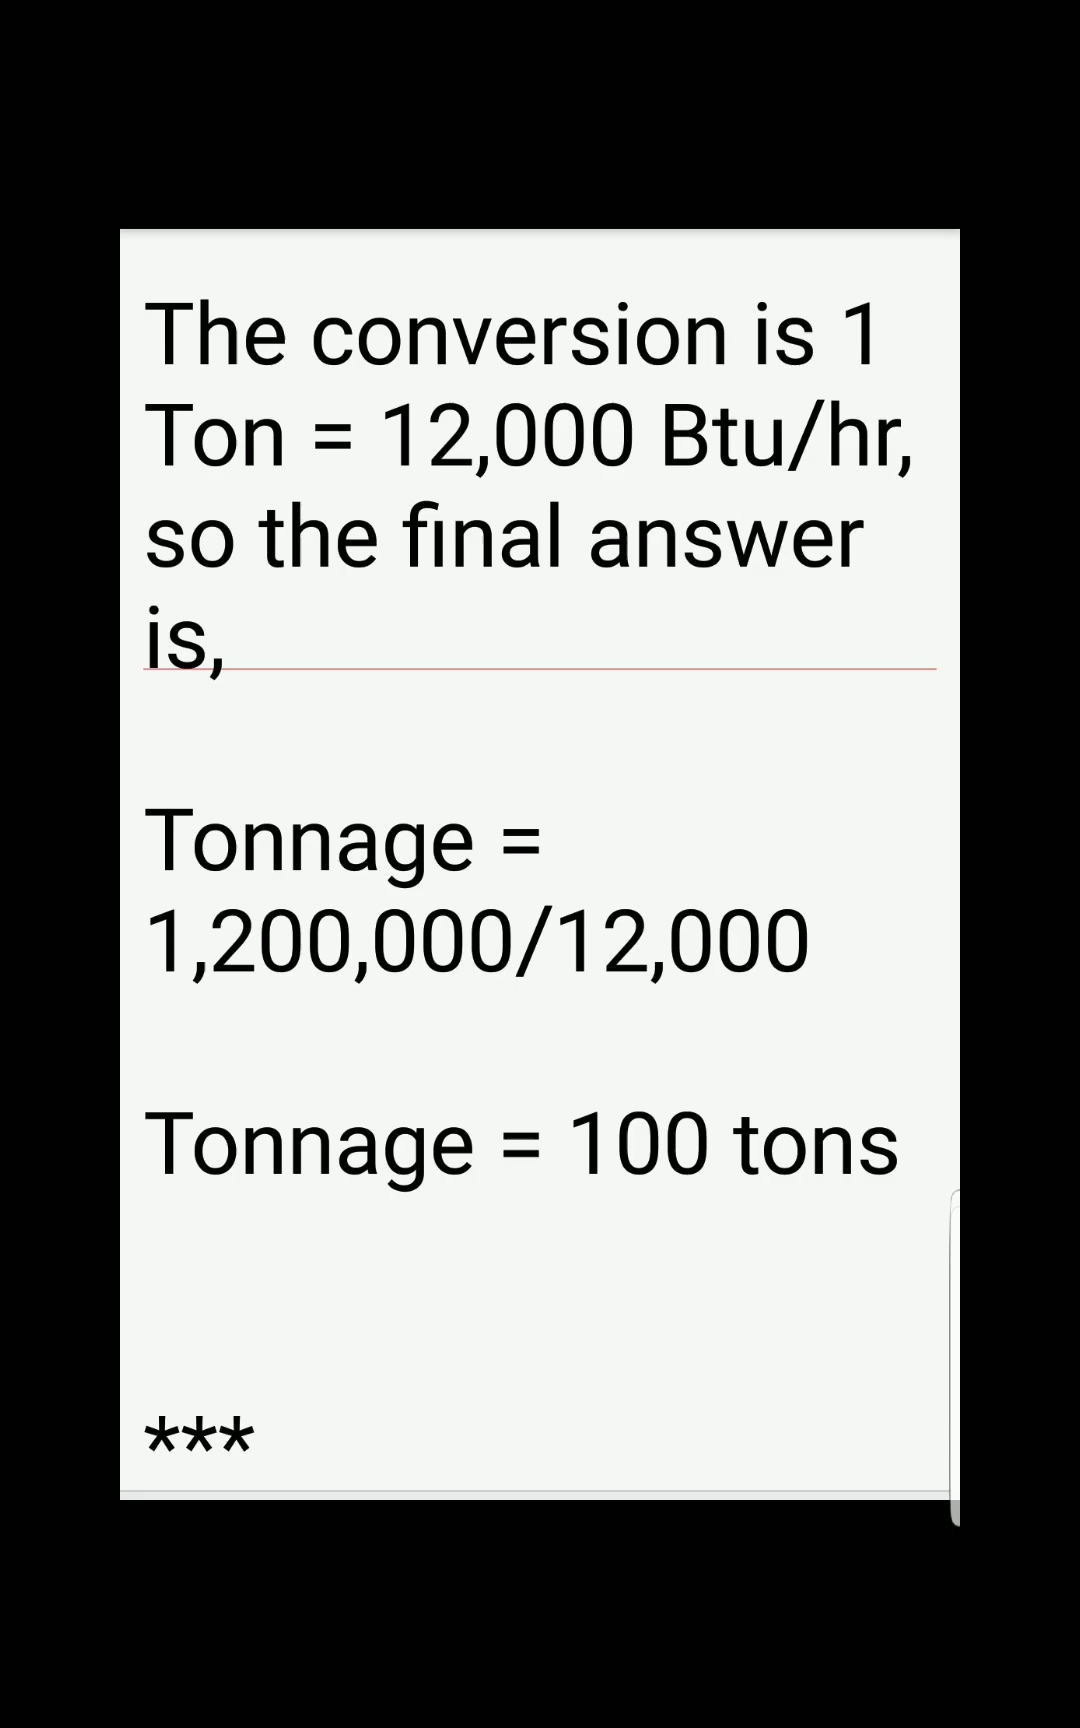 The conversion is 1
Ton = 12,000 Btu/hr,
so the final answer
is,
Tonnage =
1,200,000/12,000
Tonnage = 100 tons
***